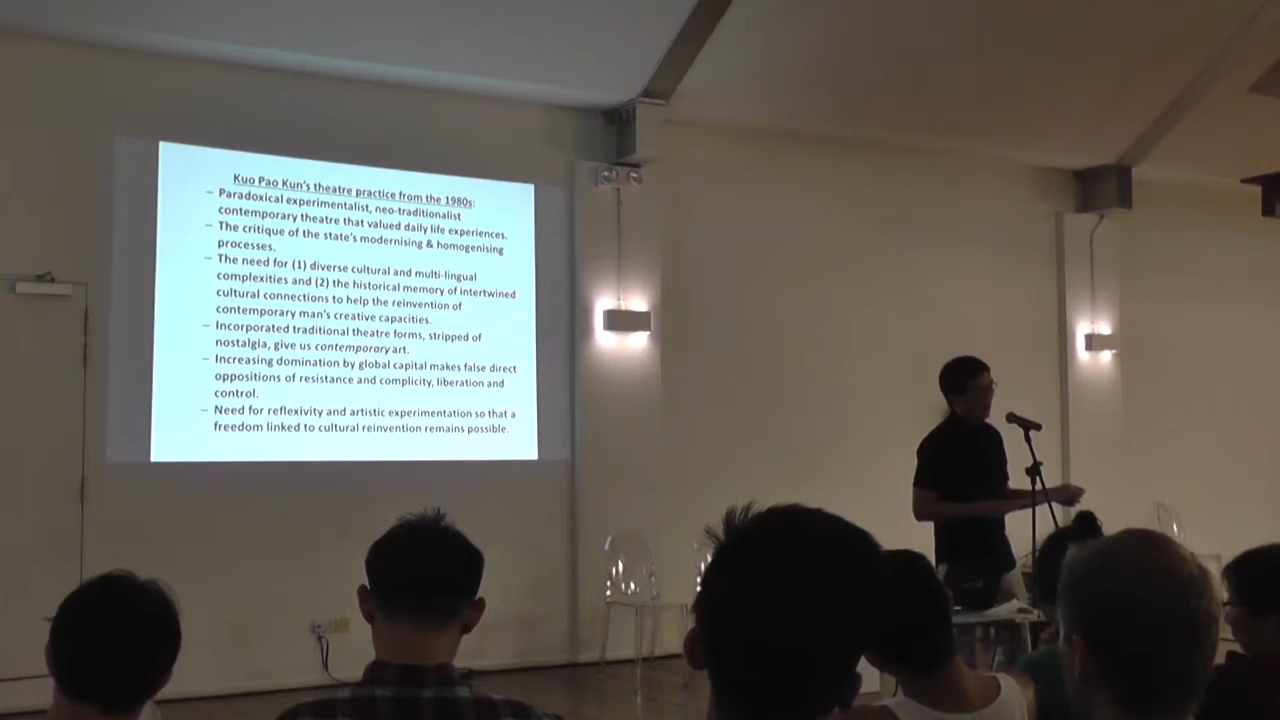 Kuo Pao Kun's theatre practice from the 1980s:
– Paradoxical experimentalist, neo-traditionalist
contemporary theatre that valued daily life experiences.
– The critique of the state's modernising & homogenising
processes.
– The need for (1) diverse cultural and multi-lingual
complexities and (2) the historical memory of intertwined
cultural connections to help the reinvention of
contemporary man's creative capacities.
– Incorporated traditional theatre forms, stripped of
nostalgia, give us contemporary art.
– Increasing domination by global capital makes false direct
oppositions of resistance and complicity, liberation and
control.
– Need for reflexivity and artistic experimentation so that a
freedom linked to cultural reinvention remains possible.